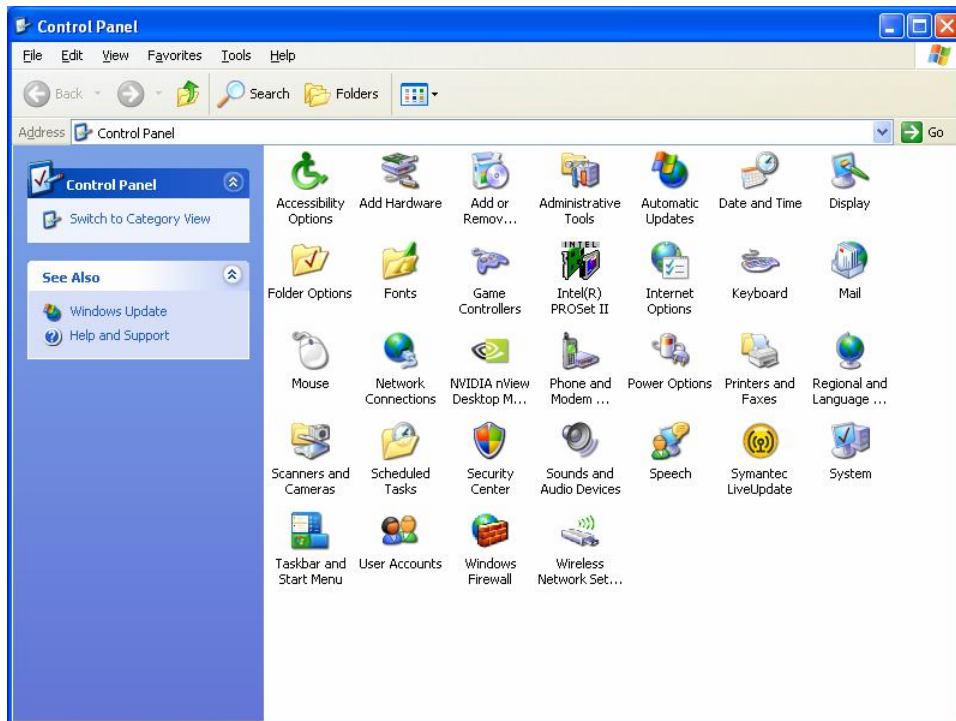 Control Panel
File Edit View Favorites Tools Help
Back Search Folders
Address Control Panel Go
Control Panel
Switch to Category View
See Also
Windows Update
Help and Support
Accessibility Add Hardware Add or Administrative Automatic Date and Time Display
Options Remov... Tools Updates
INTEL
Folder Options Fonts Game Intel(R) Internet Keyboard Mail
Controllers PROSet II Options
Mouse Network NVIDIA nView Phone and Power Options Printers and Regional and
Connections Desktop M... Modem ... Faxes Language ...
Scanners and Scheduled Security Sounds and Speech Symantec System
Cameras Tasks Center Audio Devices LiveUpdate
Taskbar and User Accounts Windows Wireless
Start Menu Firewall Network Set...